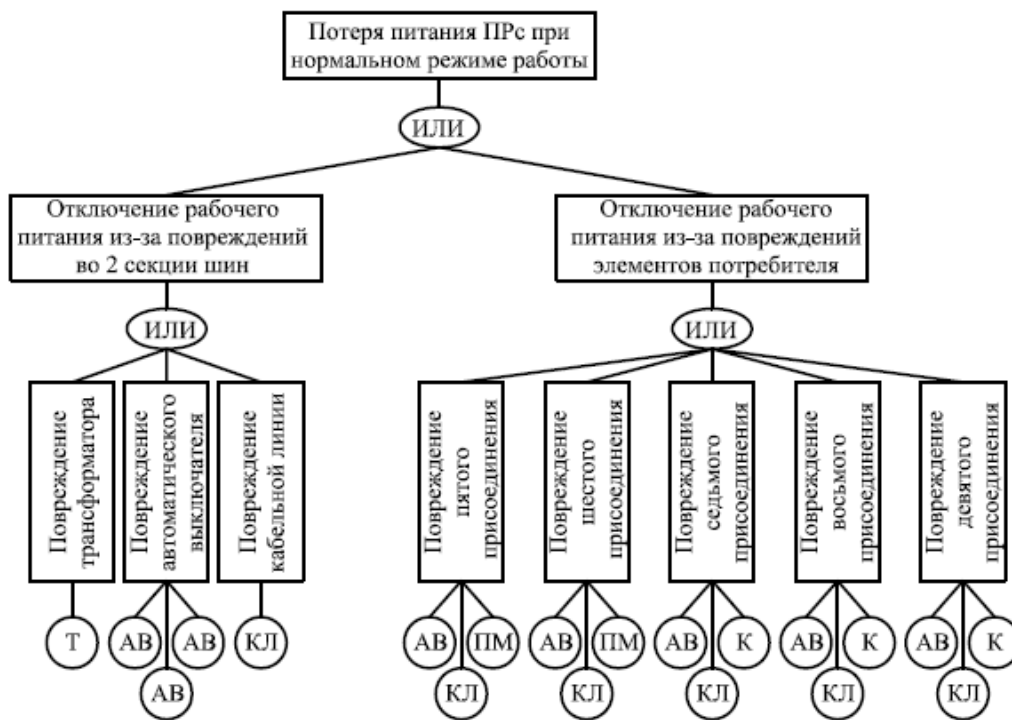 Потеря питания ПРс при
нормальном режиме работы
ИЛИ
Отключение рабочего
питания из-за повреждений
во 2 секции шин
Отключение рабочего
питания из-за повреждений
элементов потребителя
ИЛИ
ИЛИ
Повреждение
трансформатора
Повреждение
автоматического
выключателя
Повреждение
кабельной линии
Повреждение
пятого
присоединения
Повреждение
шестого
присоединения
Повреждение
седьмого
присоединения
Повреждение
восьмого
присоединения
Повреждение
девятого
присоединения
Т
АВ
АВ
КЛ
АВ
ПМ
АВ
ПМ
АВ
К
АВ
К
АВ
К
АВ
КЛ
КЛ
КЛ
КЛ
КЛ